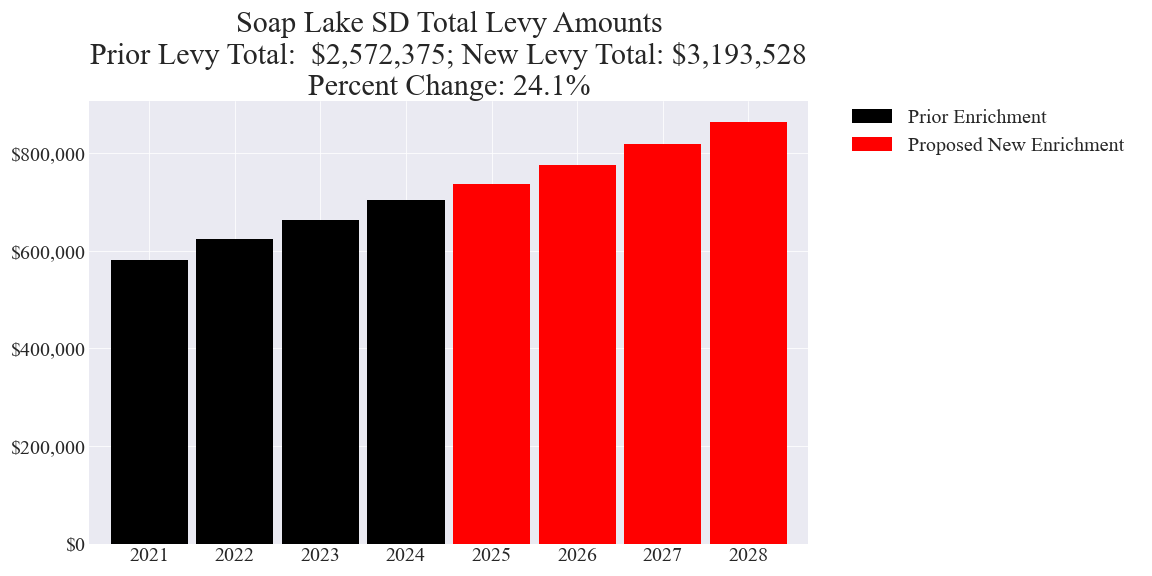 Soap Lake SD Total Levy Amounts
Prior Levy Total:  $2,572,375; New Levy Total: $3,193,528
Percent Change: 24.1%
Prior Enrichment
Proposed New Enrichment
$800,000
$600,000
$400,000
$200,000
$0
2021 2022 2023 2024 2025 2026 2027 2028